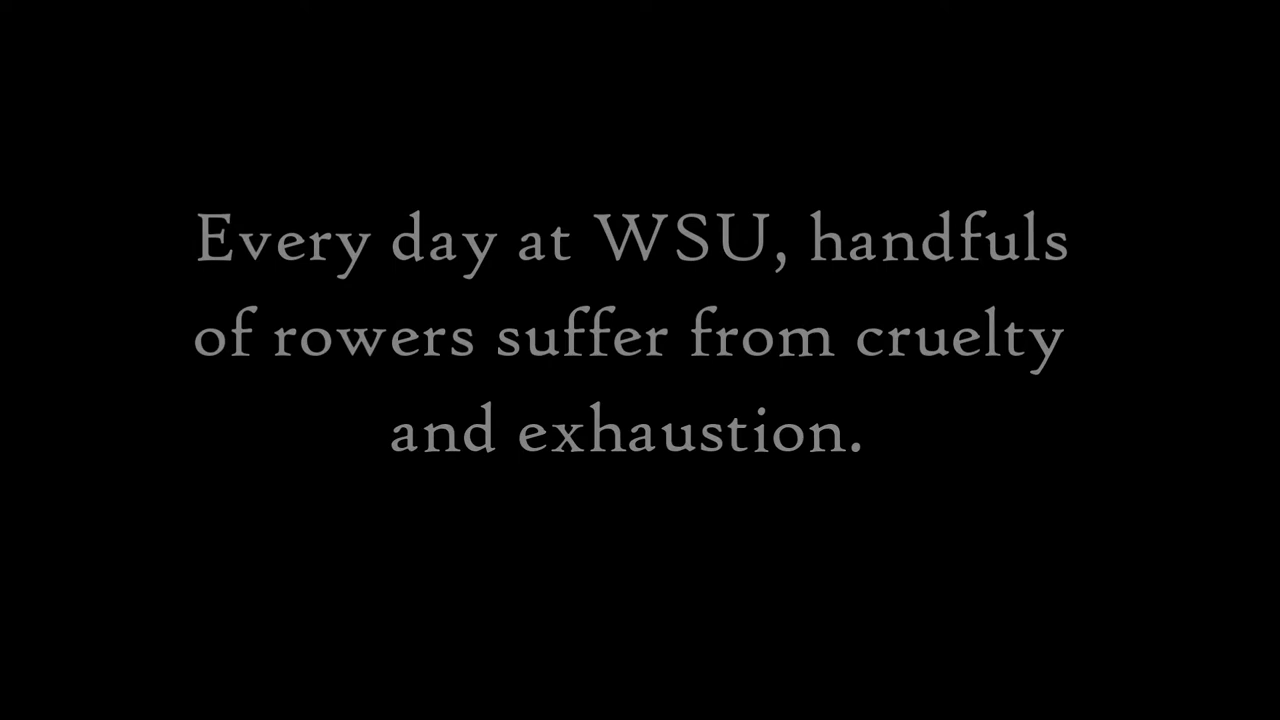 Every day at WSU, handfuls
of rowers suffer from cruelty
and exhaustion.